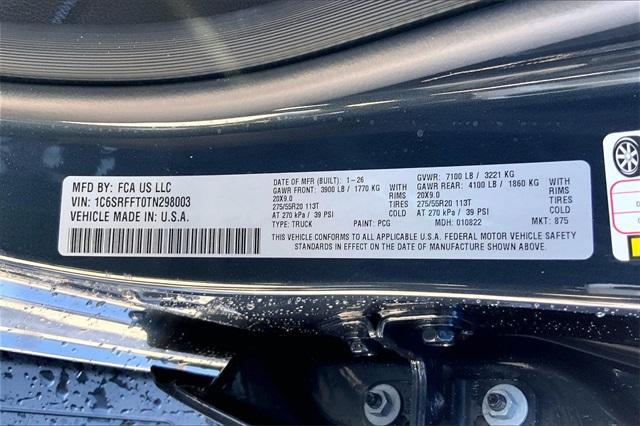 MFD BY: FCA US LLC
VIN: 1C6SRFFT0TN298003
VEHICLE MADE IN: U.S.A.
DATE OF MFR (BUILT): 1-26
GAWR FRONT: 3900 LB / 1770 KG WITH
20X9.0 RIMS
275/55R20 113T TIRES
AT 270 kPa / 39 PSI
TYPE: TRUCK PAINT: PCG
GVWR: 7100 LB / 3221 KG
GAWR REAR: 4100 LB / 1860 KG WITH
20X9.0 RIMS
275/55R20 113T TIRES
AT 270 kPa / 39 PSI
MDH: 010822 MKT: 875
THIS VEHICLE CONFORMS TO ALL APPLICABLE U.S.A. FEDERAL MOTOR VEHICLE SAFETY
STANDARDS IN EFFECT ON THE DATE OF MANUFACTURE SHOWN ABOVE.